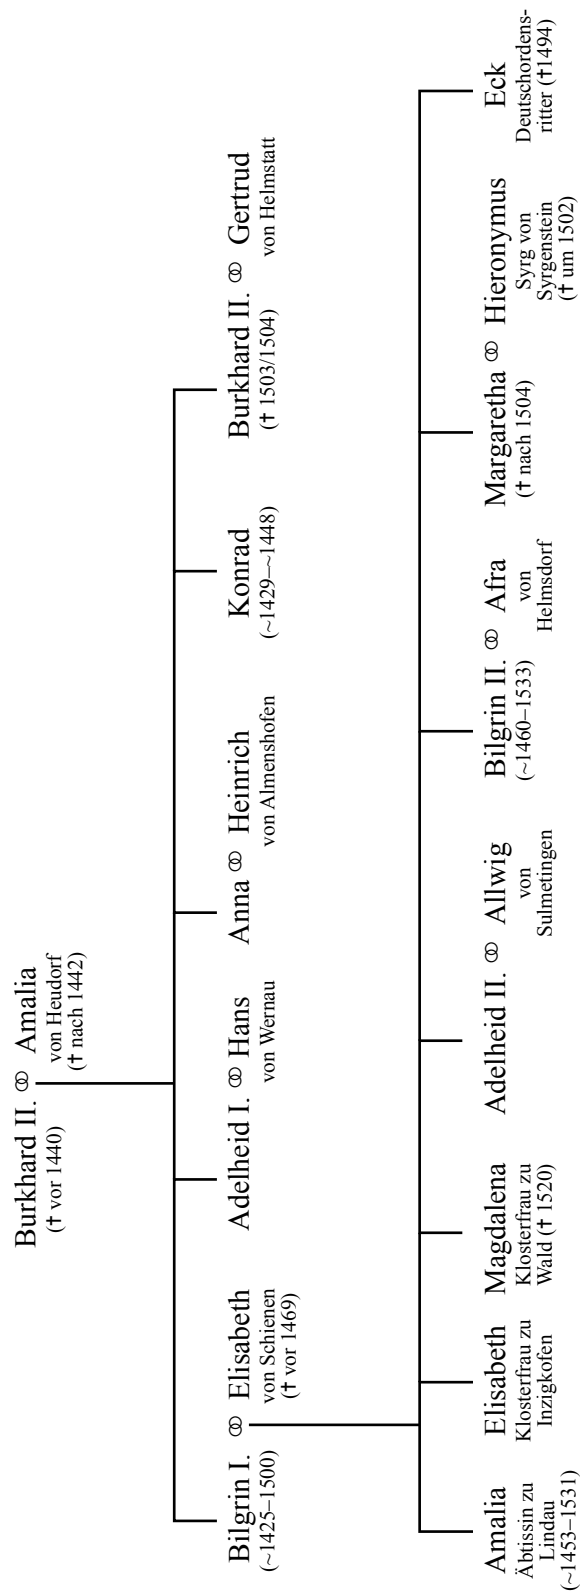 Burkhard II. ⚭ Amalia
(† vor 1440)
von Heudorf
(† nach 1442)
Bilgrin I. ⚭ Elisabeth
(~1425–1500)
von Schienen
(† vor 1469)
Adelheid I. ⚭ Hans
von Wernau
Anna ⚭ Heinrich
von Almenshofen
Konrad
(~1429—~1448)
Burkhard II. ⚭ Gertrud
(† 1503/1504)
von Helmstatt
Amalia
Äbtissin zu
Lindau
(~1453–1531)
Elisabeth
Klosterfrau zu
Inzigkofen
Magdalena
Klosterfrau zu
Wald († 1520)
Adelheid II. ⚭ Allwig
von
Sulmetingen
Bilgrin II. ⚭ Afra
(~1460–1533)
von
Helmsdorf
Margaretha ⚭ Hieronymus
(† nach 1504)
Syrg von
Syrgenstein
(† um 1502)
Eck
Deutschordens-
ritter (†1494)